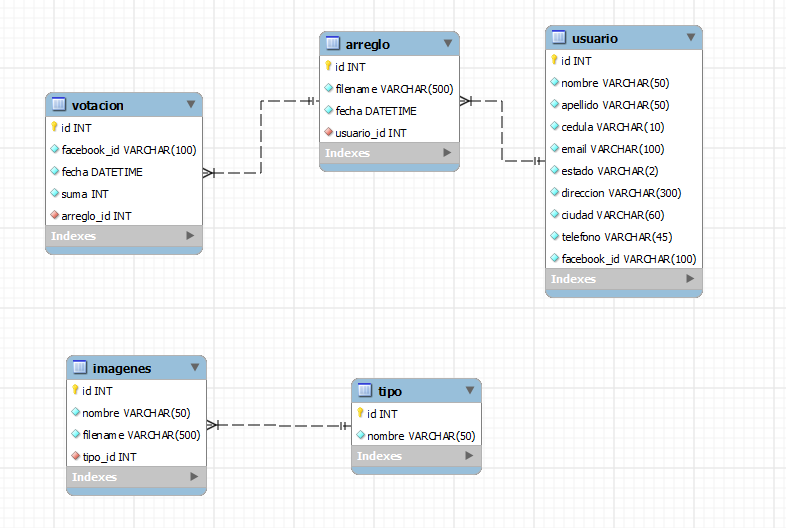 votacion
id INT
facebook_id VARCHAR(100)
fecha DATETIME
suma INT
arreglo_id INT
Indexes
arreglo
id INT
filename VARCHAR(500)
fecha DATETIME
usuario_id INT
Indexes
usuario
id INT
nombre VARCHAR(50)
apellido VARCHAR(50)
cedula VARCHAR(10)
email VARCHAR(100)
estado VARCHAR(2)
direccion VARCHAR(300)
ciudad VARCHAR(60)
telefono VARCHAR(45)
facebook_id VARCHAR(100)
Indexes
imagenes
id INT
nombre VARCHAR(50)
filename VARCHAR(500)
tipo_id INT
Indexes
tipo
id INT
nombre VARCHAR(50)
Indexes